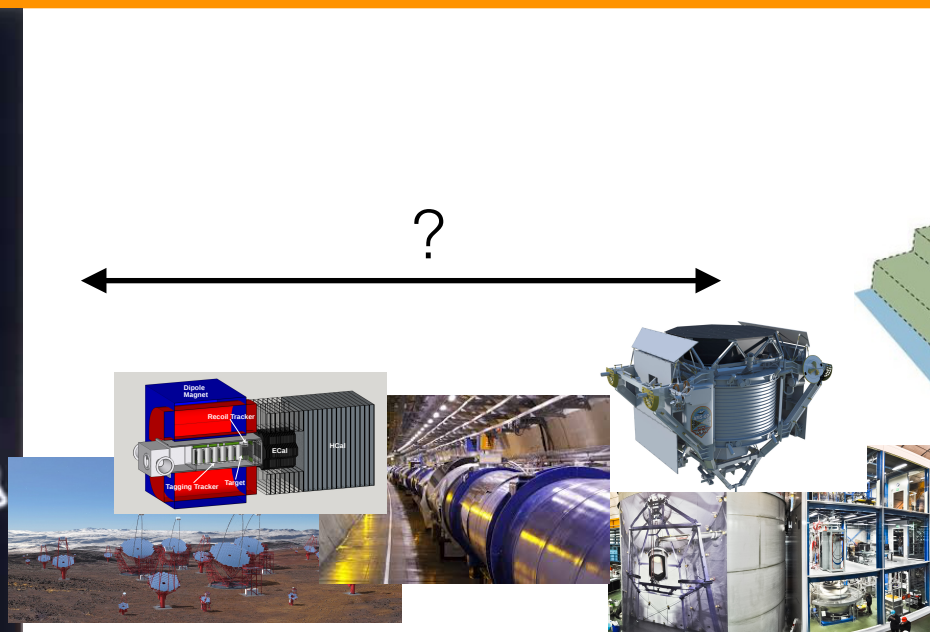 ?
Dipole
Magnet
Recoil Tracker
ECal
HCal
Tagging Tracker
Target